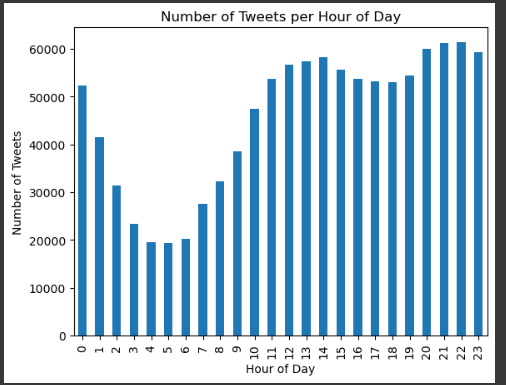 Number of Tweets per Hour of Day
Number of Tweets
60000
50000
40000
30000
20000
10000
0
0 1 2 3 4 5 6 7 8 9 10 11 12 13 14 15 16 17 18 19 20 21 22 23
Hour of Day